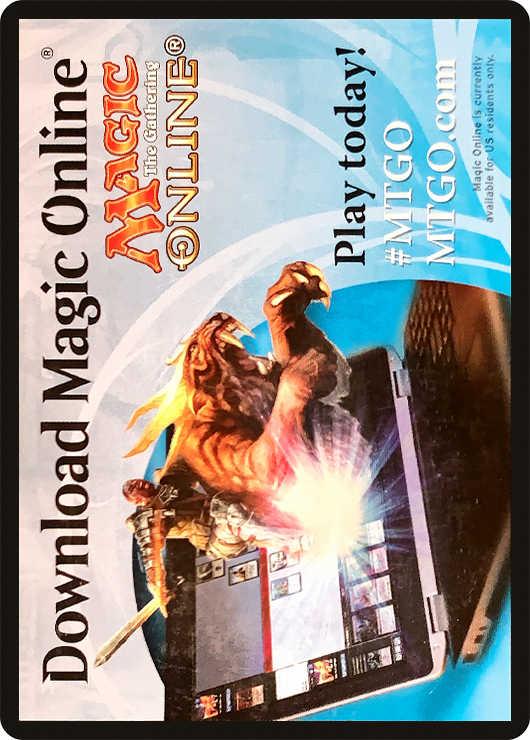 Download Magic Online®
MAGIC
The Gathering
ONLINE®
Play today!
#MTGO
MTGO.com
Magic Online is currently
available for US residents only.